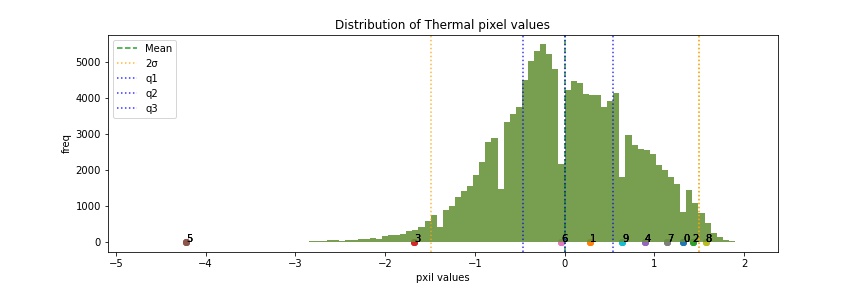 Distribution of Thermal pixel values
Mean
2σ
q1
q2
q3
freq
5000
4000
3000
2000
1000
0
5 3 6 1 9 4 7 0 2 8
−5 −4 −3 −2 −1 0 1 2
pxil values